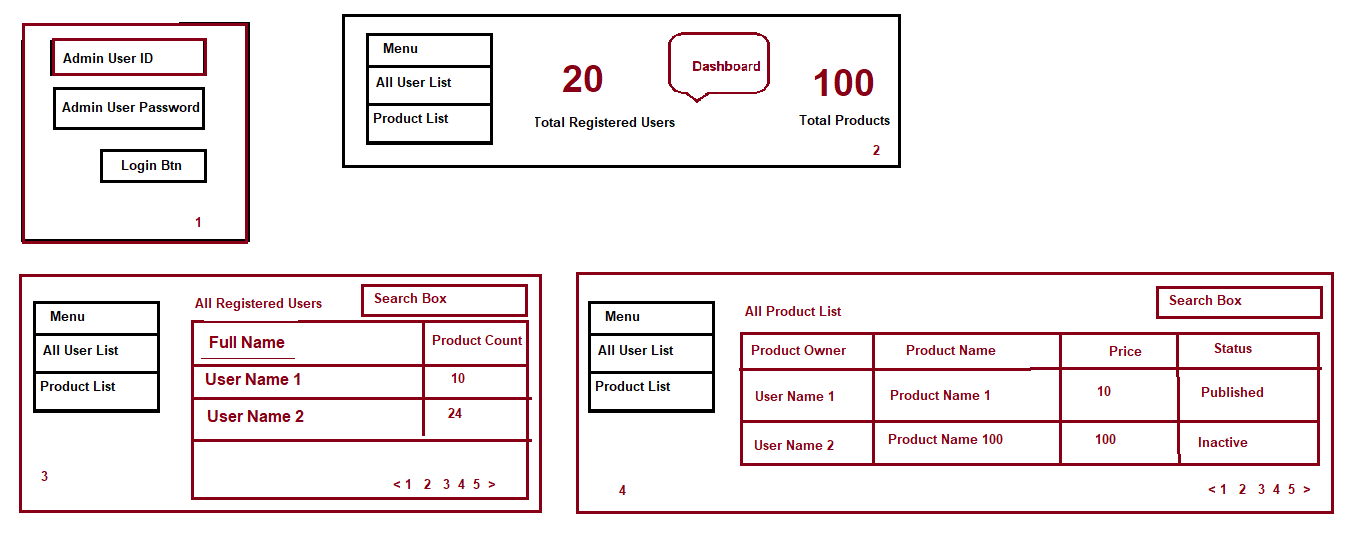 Admin User ID
Admin User Password
Login Btn
1
Menu
All User List
Product List
20
Total Registered Users
Dashboard
100
Total Products
2
Menu
All User List
Product List
All Registered Users
Search Box
Full Name Product Count
User Name 1 10
User Name 2 24
< 1 2 3 4 5 >
3
Menu
All User List
Product List
All Product List
Search Box
Product Owner Product Name Price Status
User Name 1 Product Name 1 10 Published
User Name 2 Product Name 100 100 Inactive
< 1 2 3 4 5 >
4